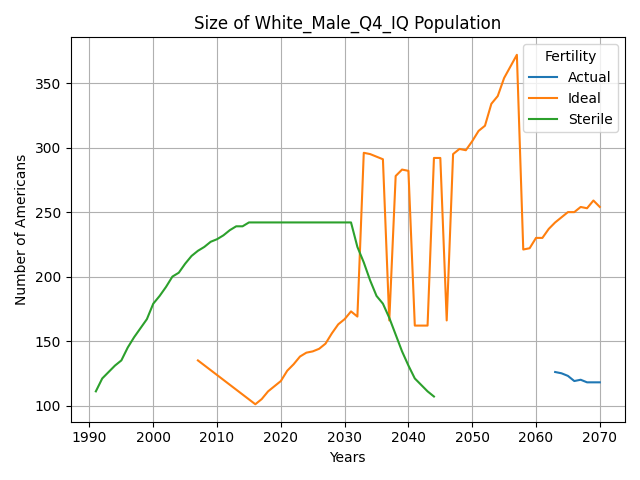 Size of White_Male_Q4_IQ Population
Number of Americans
350
300
250
200
150
100
Fertility
Actual
Ideal
Sterile
1990 2000 2010 2020 2030 2040 2050 2060 2070
Years